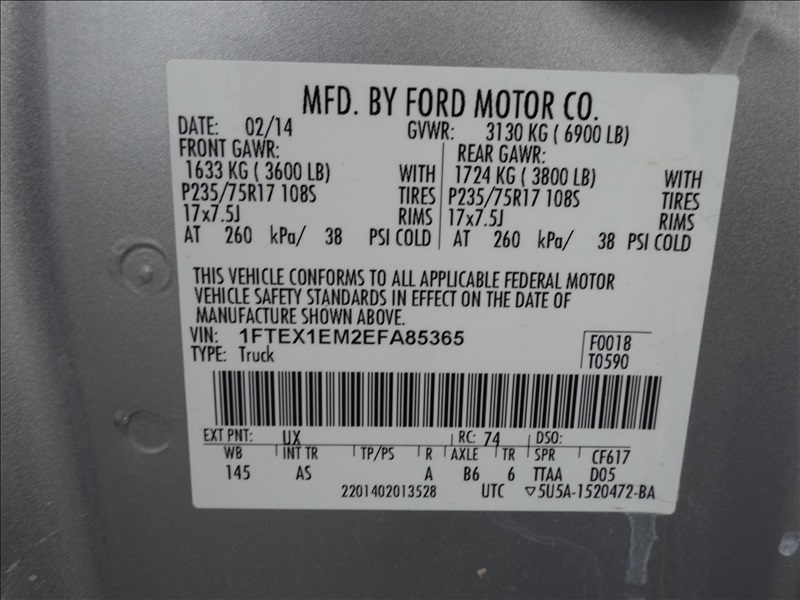 MFD. BY FORD MOTOR CO.
DATE: 02/14 GVWR: 3130 KG ( 6900 LB)
FRONT GAWR: REAR GAWR:
1633 KG ( 3600 LB) WITH 1724 KG ( 3800 LB) WITH
P235/75R17 108S TIRES P235/75R17 108S TIRES
17x7.5J RIMS 17x7.5J RIMS
AT 260 kPa/ 38 PSI COLD AT 260 kPa/ 38 PSI COLD
THIS VEHICLE CONFORMS TO ALL APPLICABLE FEDERAL MOTOR
VEHICLE SAFETY STANDARDS IN EFFECT ON THE DATE OF
MANUFACTURE SHOWN ABOVE.
VIN: 1FTEX1EM2EFA85365 F0018
TYPE: Truck T0590
EXT PNT: UX RC: 74 DSO:
WB INT TR TP/PS R AXLE TR SPR CF617
145 AS A B6 6 TTAA D05
2201402013528 UTC ▽5U5A-1520472-BA